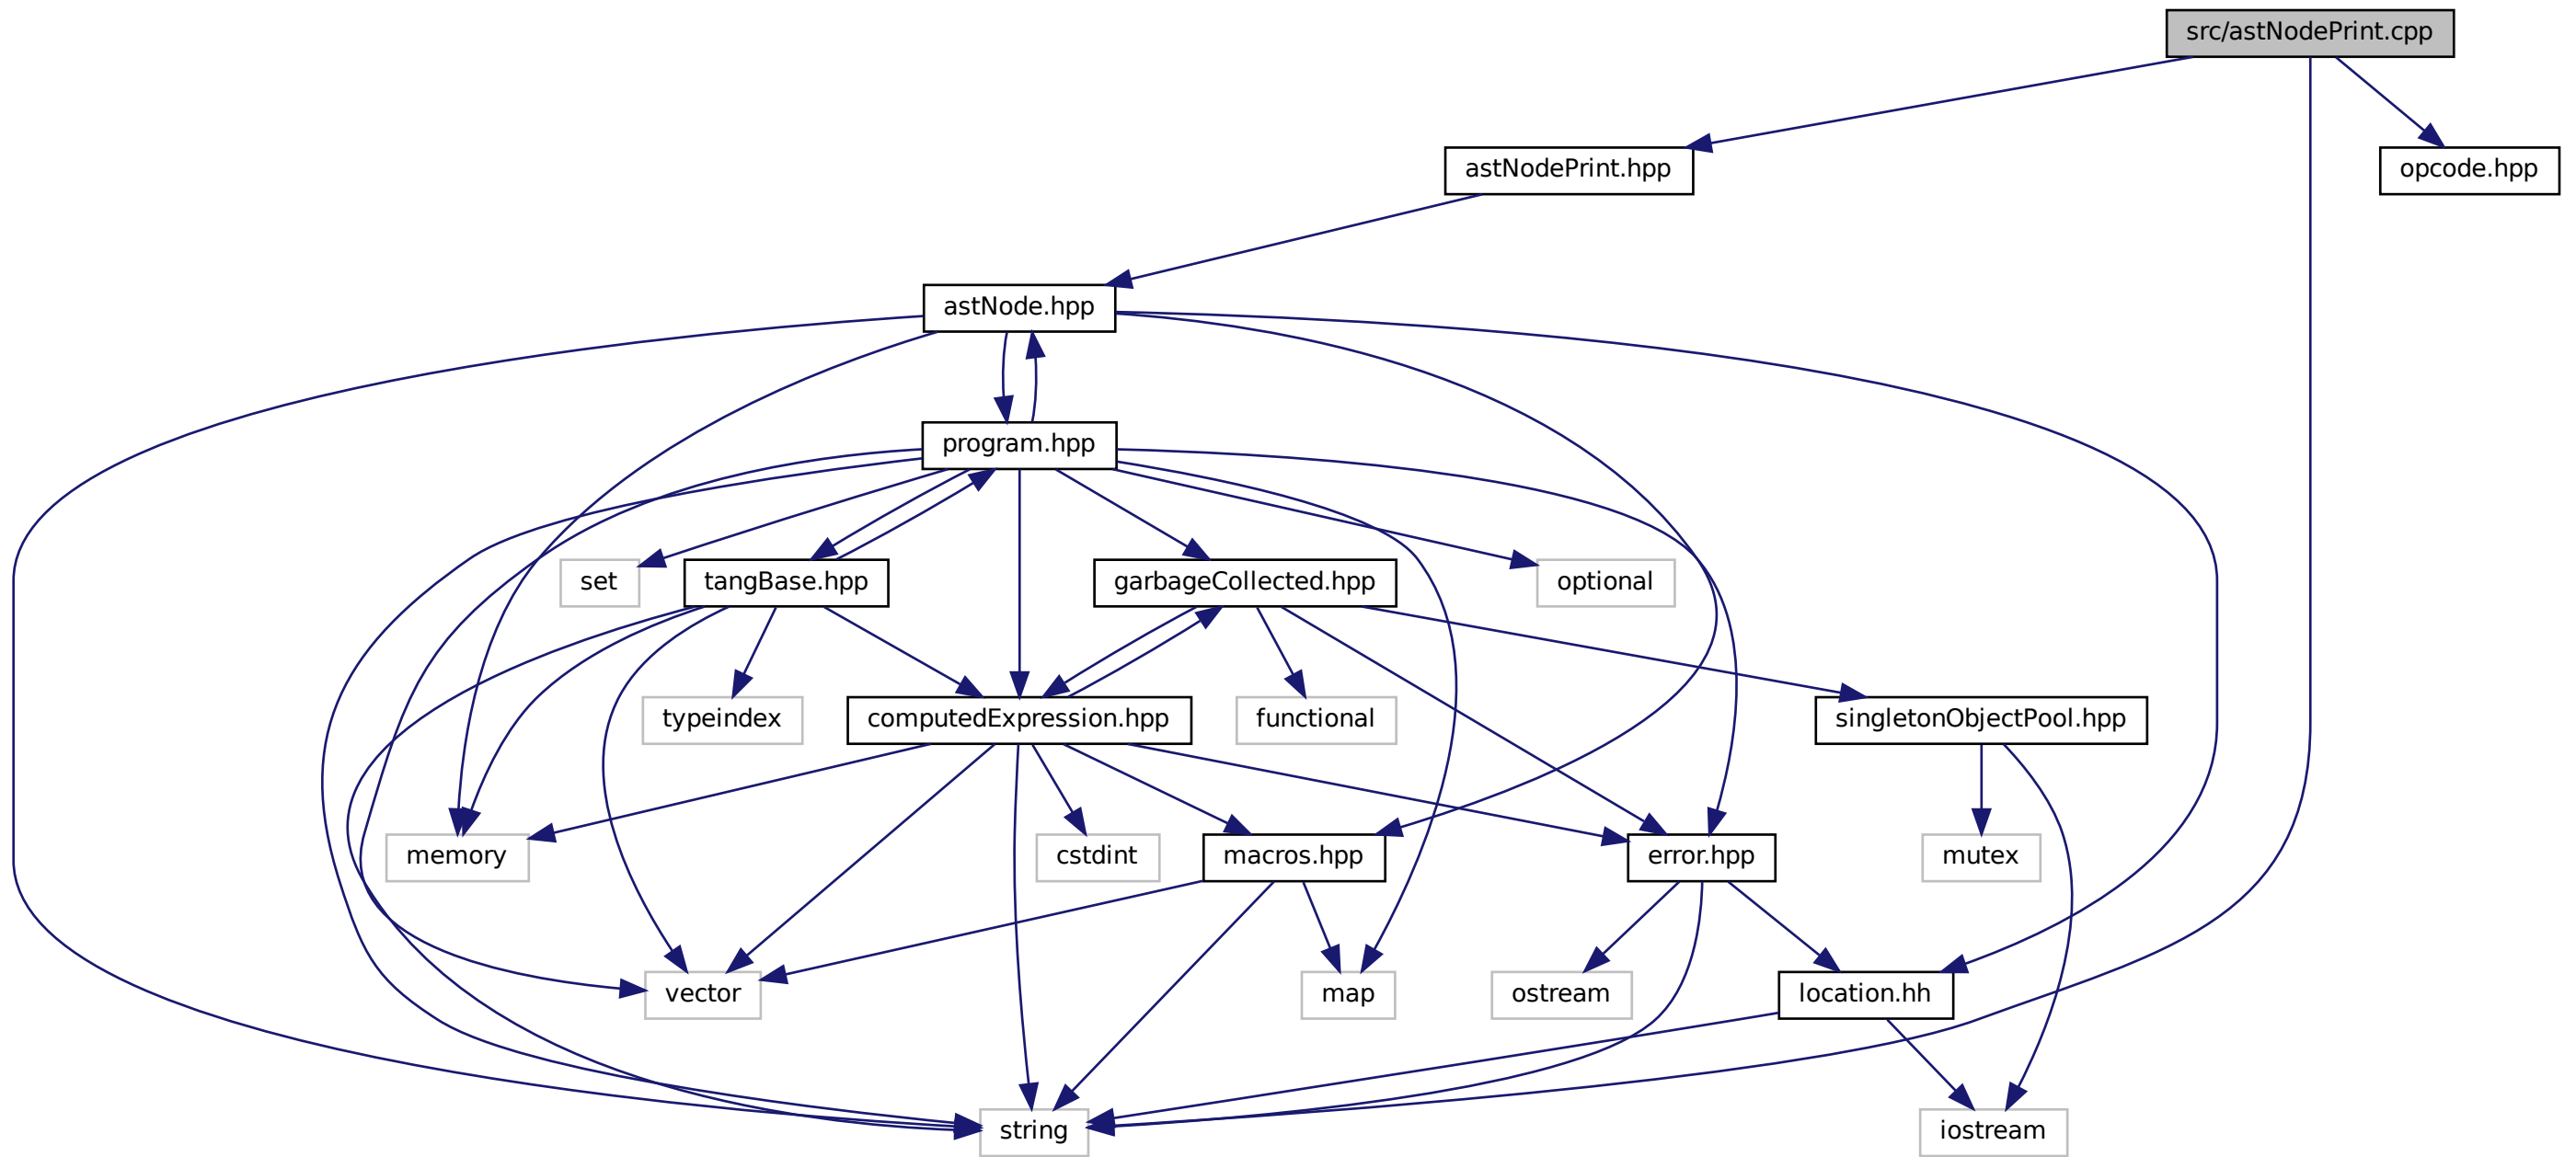 src/astNodePrint.cpp
astNodePrint.hpp
opcode.hpp
astNode.hpp
program.hpp
set
tangBase.hpp
garbageCollected.hpp
optional
typeindex
computedExpression.hpp
functional
singletonObjectPool.hpp
memory
cstdint
macros.hpp
error.hpp
mutex
vector
map
ostream
location.hh
string
iostream